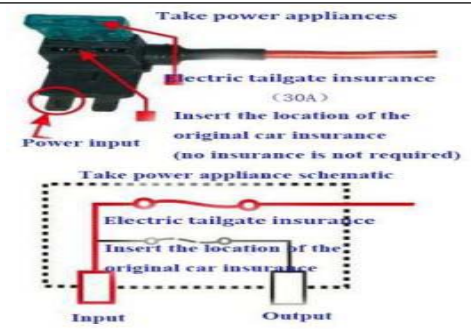 Take power appliances
Electric tailgate insurance
（30A）
Insert the location of the
original car insurance
(no insurance is not required)
Power input
Take power appliance schematic
Electric tailgate insurance
Insert the location of the
original car insurance
Input
Output